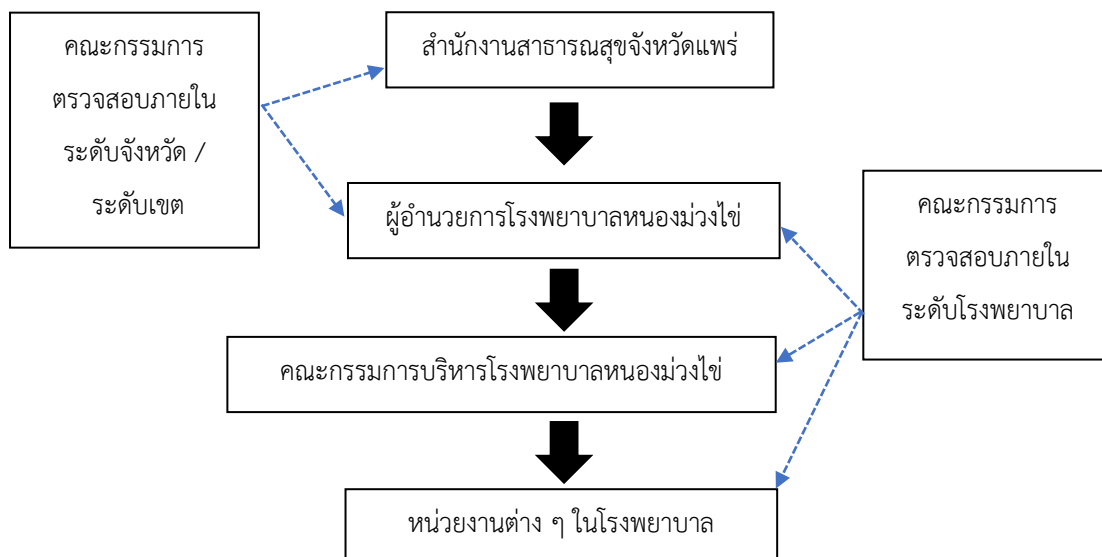 คณะกรรมการ
ตรวจสอบภายใน
ระดับจังหวัด /
ระดับเขต
สำนักงานสาธารณสุขจังหวัดแพร่
ผู้อำนวยการโรงพยาบาลหนองม่วงไข่
คณะกรรมการ
ตรวจสอบภายใน
ระดับโรงพยาบาล
คณะกรรมการบริหารโรงพยาบาลหนองม่วงไข่
หน่วยงานต่าง ๆ ในโรงพยาบาล